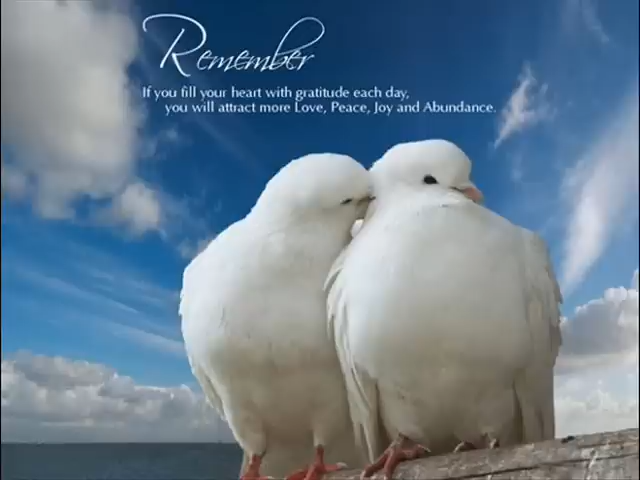 Remember
If you fill your heart with gratitude each day,
you will attract more Love, Peace, Joy and Abundance.